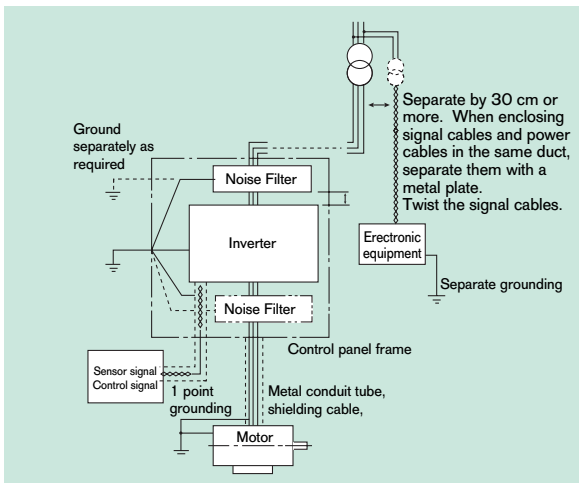 Separate by 30 cm or
more. When enclosing
signal cables and power
cables in the same duct,
separate them with a
metal plate.
Twist the signal cables.
Ground
separately as
required
Noise Filter
Inverter
Erectronic
equipment
Separate grounding
Noise Filter
Control panel frame
Sensor signal
Control signal
1 point
grounding
Metal conduit tube,
shielding cable,
Motor